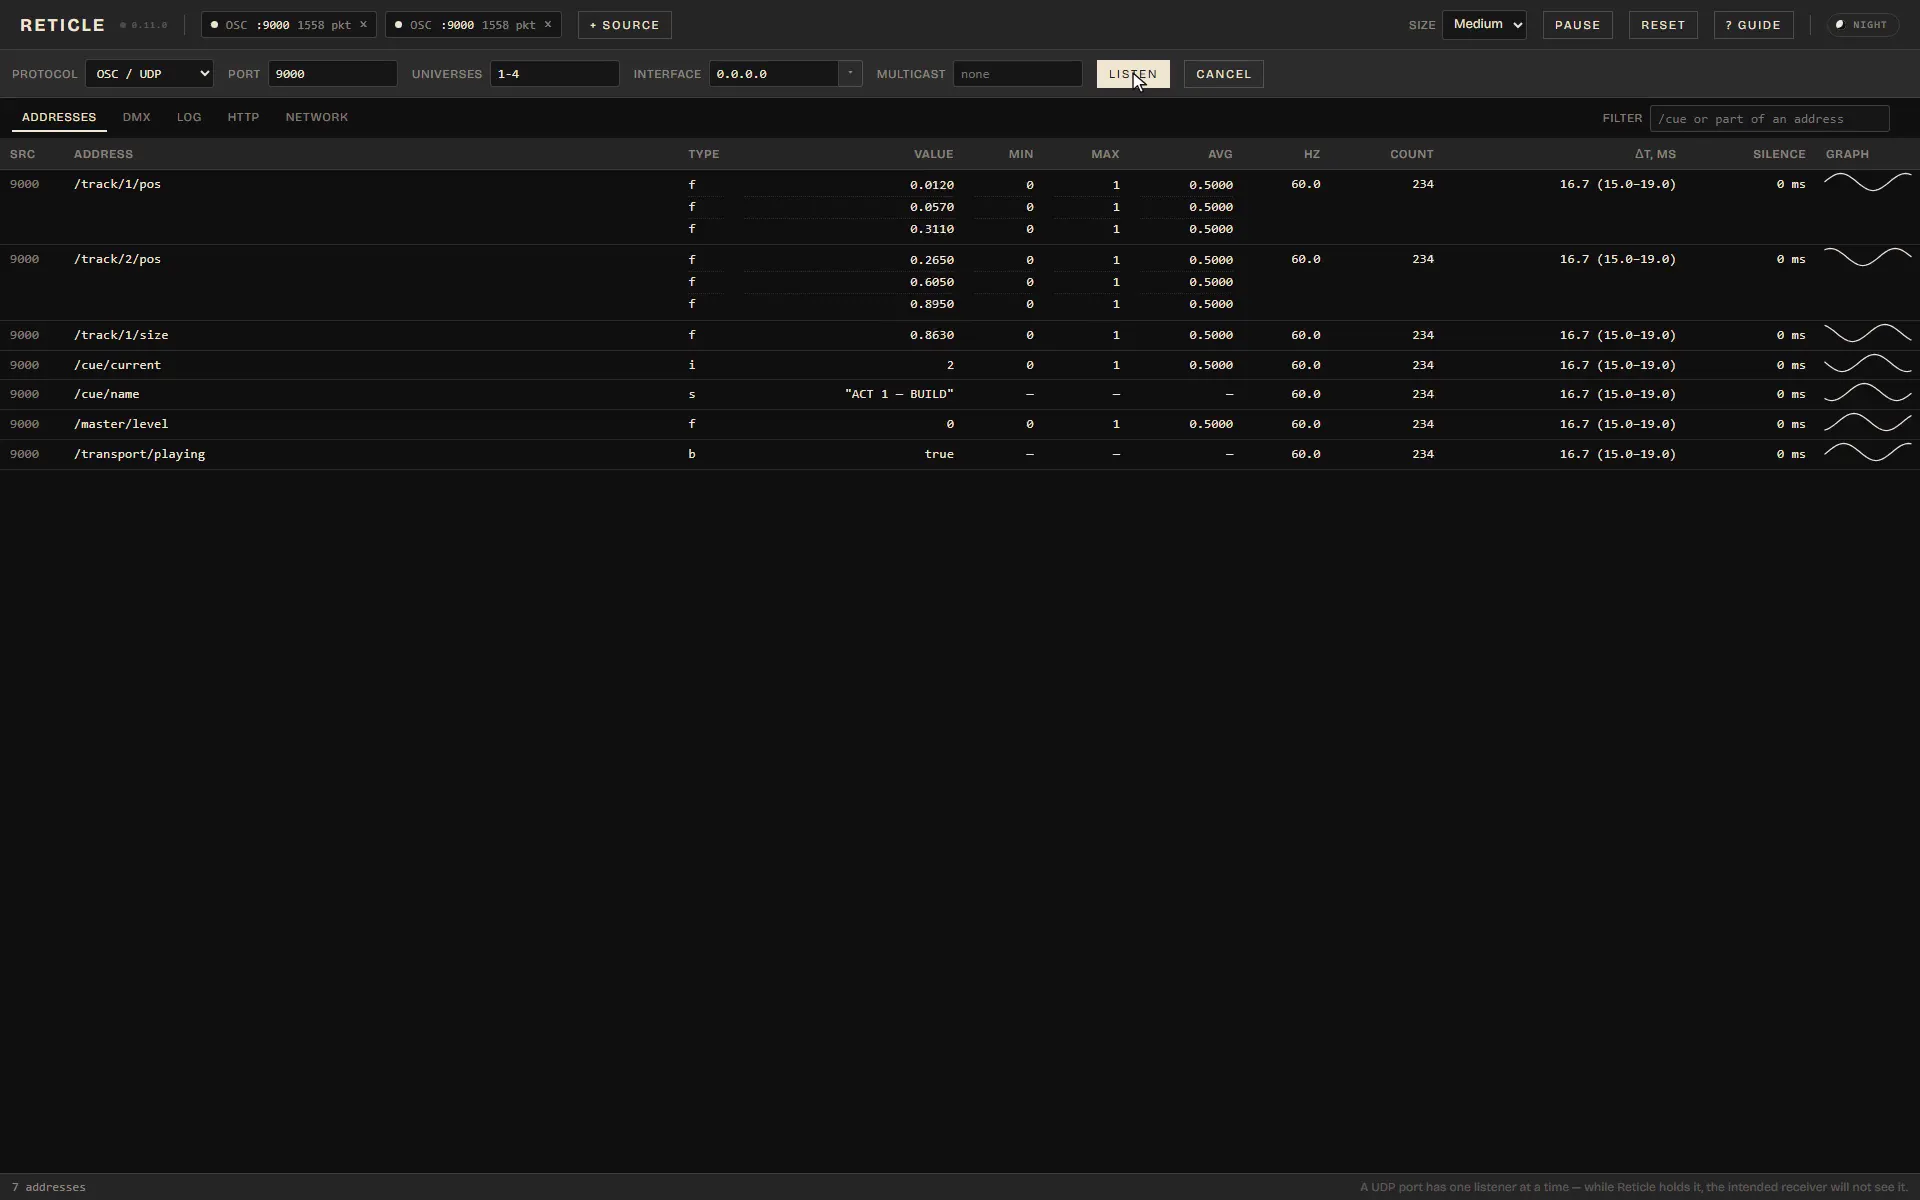 RETICLE 0.11.0 OSC :9000 1558 pkt × OSC :9000 1558 pkt × + SOURCE SIZE Medium PAUSE RESET ? GUIDE NIGHT
PROTOCOL OSC / UDP PORT 9000 UNIVERSES 1-4 INTERFACE 0.0.0.0 MULTICAST none LISTEN CANCEL
ADDRESSES DMX LOG HTTP NETWORK FILTER /cue or part of an address
SRC ADDRESS TYPE VALUE MIN MAX AVG HZ COUNT ΔT, MS SILENCE GRAPH
9000 /track/1/pos f 0.0120 0 1 0.5000 60.0 234 16.7 (15.0–19.0) 0 ms
f 0.0570 0 1 0.5000
f 0.3110 0 1 0.5000
9000 /track/2/pos f 0.2650 0 1 0.5000 60.0 234 16.7 (15.0–19.0) 0 ms
f 0.6050 0 1 0.5000
f 0.8950 0 1 0.5000
9000 /track/1/size f 0.8630 0 1 0.5000 60.0 234 16.7 (15.0–19.0) 0 ms
9000 /cue/current i 2 0 1 0.5000 60.0 234 16.7 (15.0–19.0) 0 ms
9000 /cue/name s "ACT 1 — BUILD" — — — 60.0 234 16.7 (15.0–19.0) 0 ms
9000 /master/level f 0 0 1 0.5000 60.0 234 16.7 (15.0–19.0) 0 ms
9000 /transport/playing b true — — — 60.0 234 16.7 (15.0–19.0) 0 ms
7 addresses A UDP port has one listener at a time — while Reticle holds it, the intended receiver will not see it.